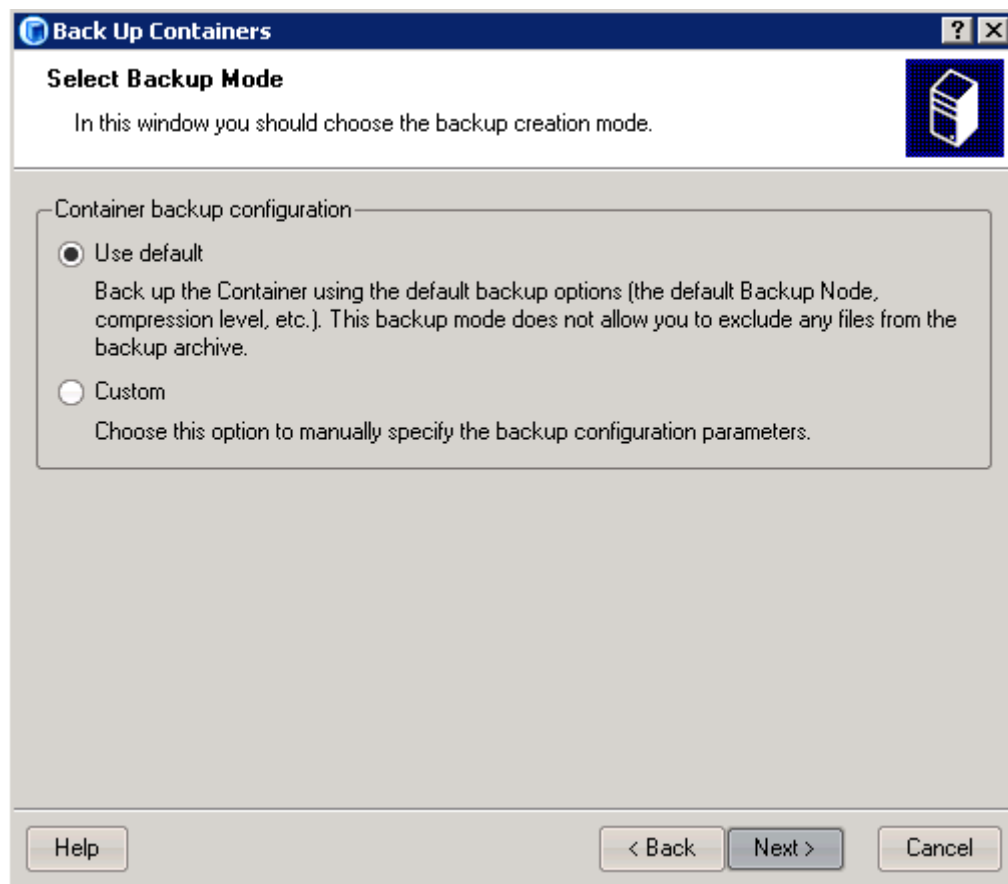 Back Up Containers
?
Select Backup Mode
In this window you should choose the backup creation mode.
Container backup configuration
Use default
Back up the Container using the default backup options (the default Backup Node,
compression level, etc.). This backup mode does not allow you to exclude any files from the
backup archive.
Custom
Choose this option to manually specify the backup configuration parameters.
Help
< Back
Next >
Cancel